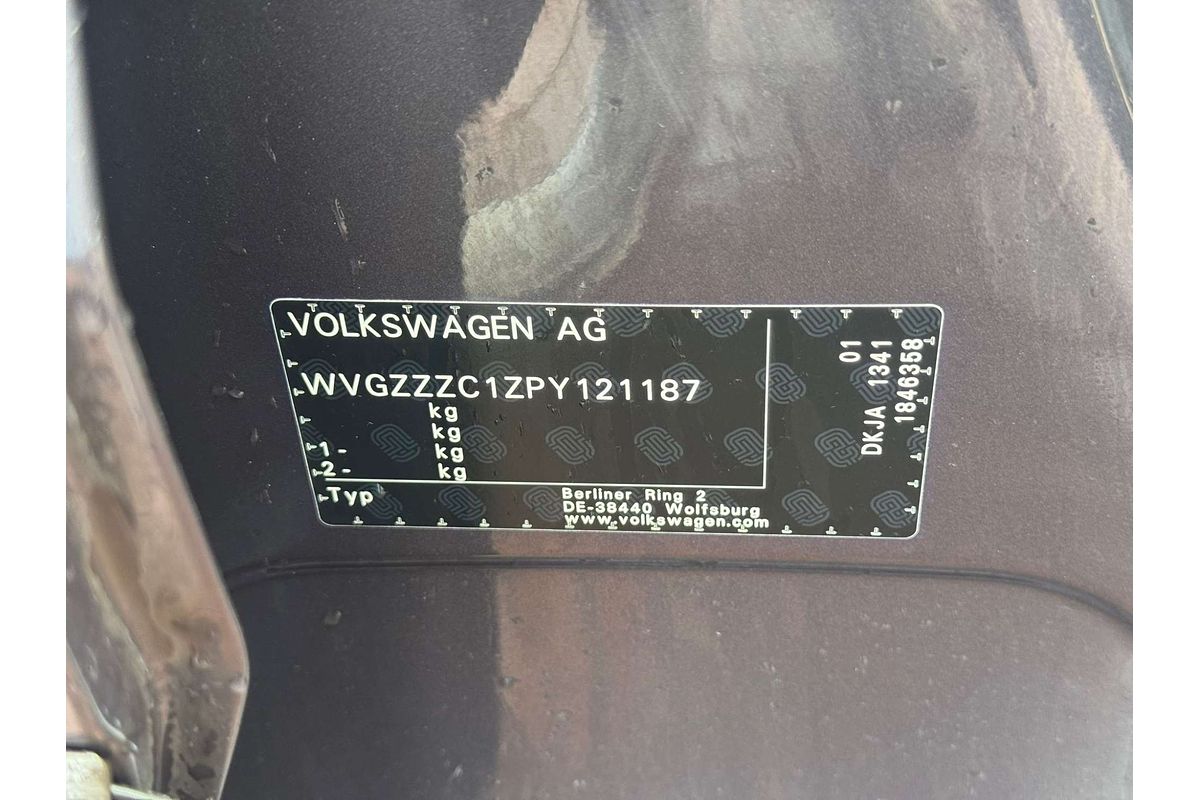 VOLKSWAGEN AG
WVGZZZC1ZPY121187
kg
kg
1- kg
2- kg
Typ
Berliner Ring 2
DE-38440 Wolfsburg
www.volkswagen.com
01
DKJA 1341
1846358